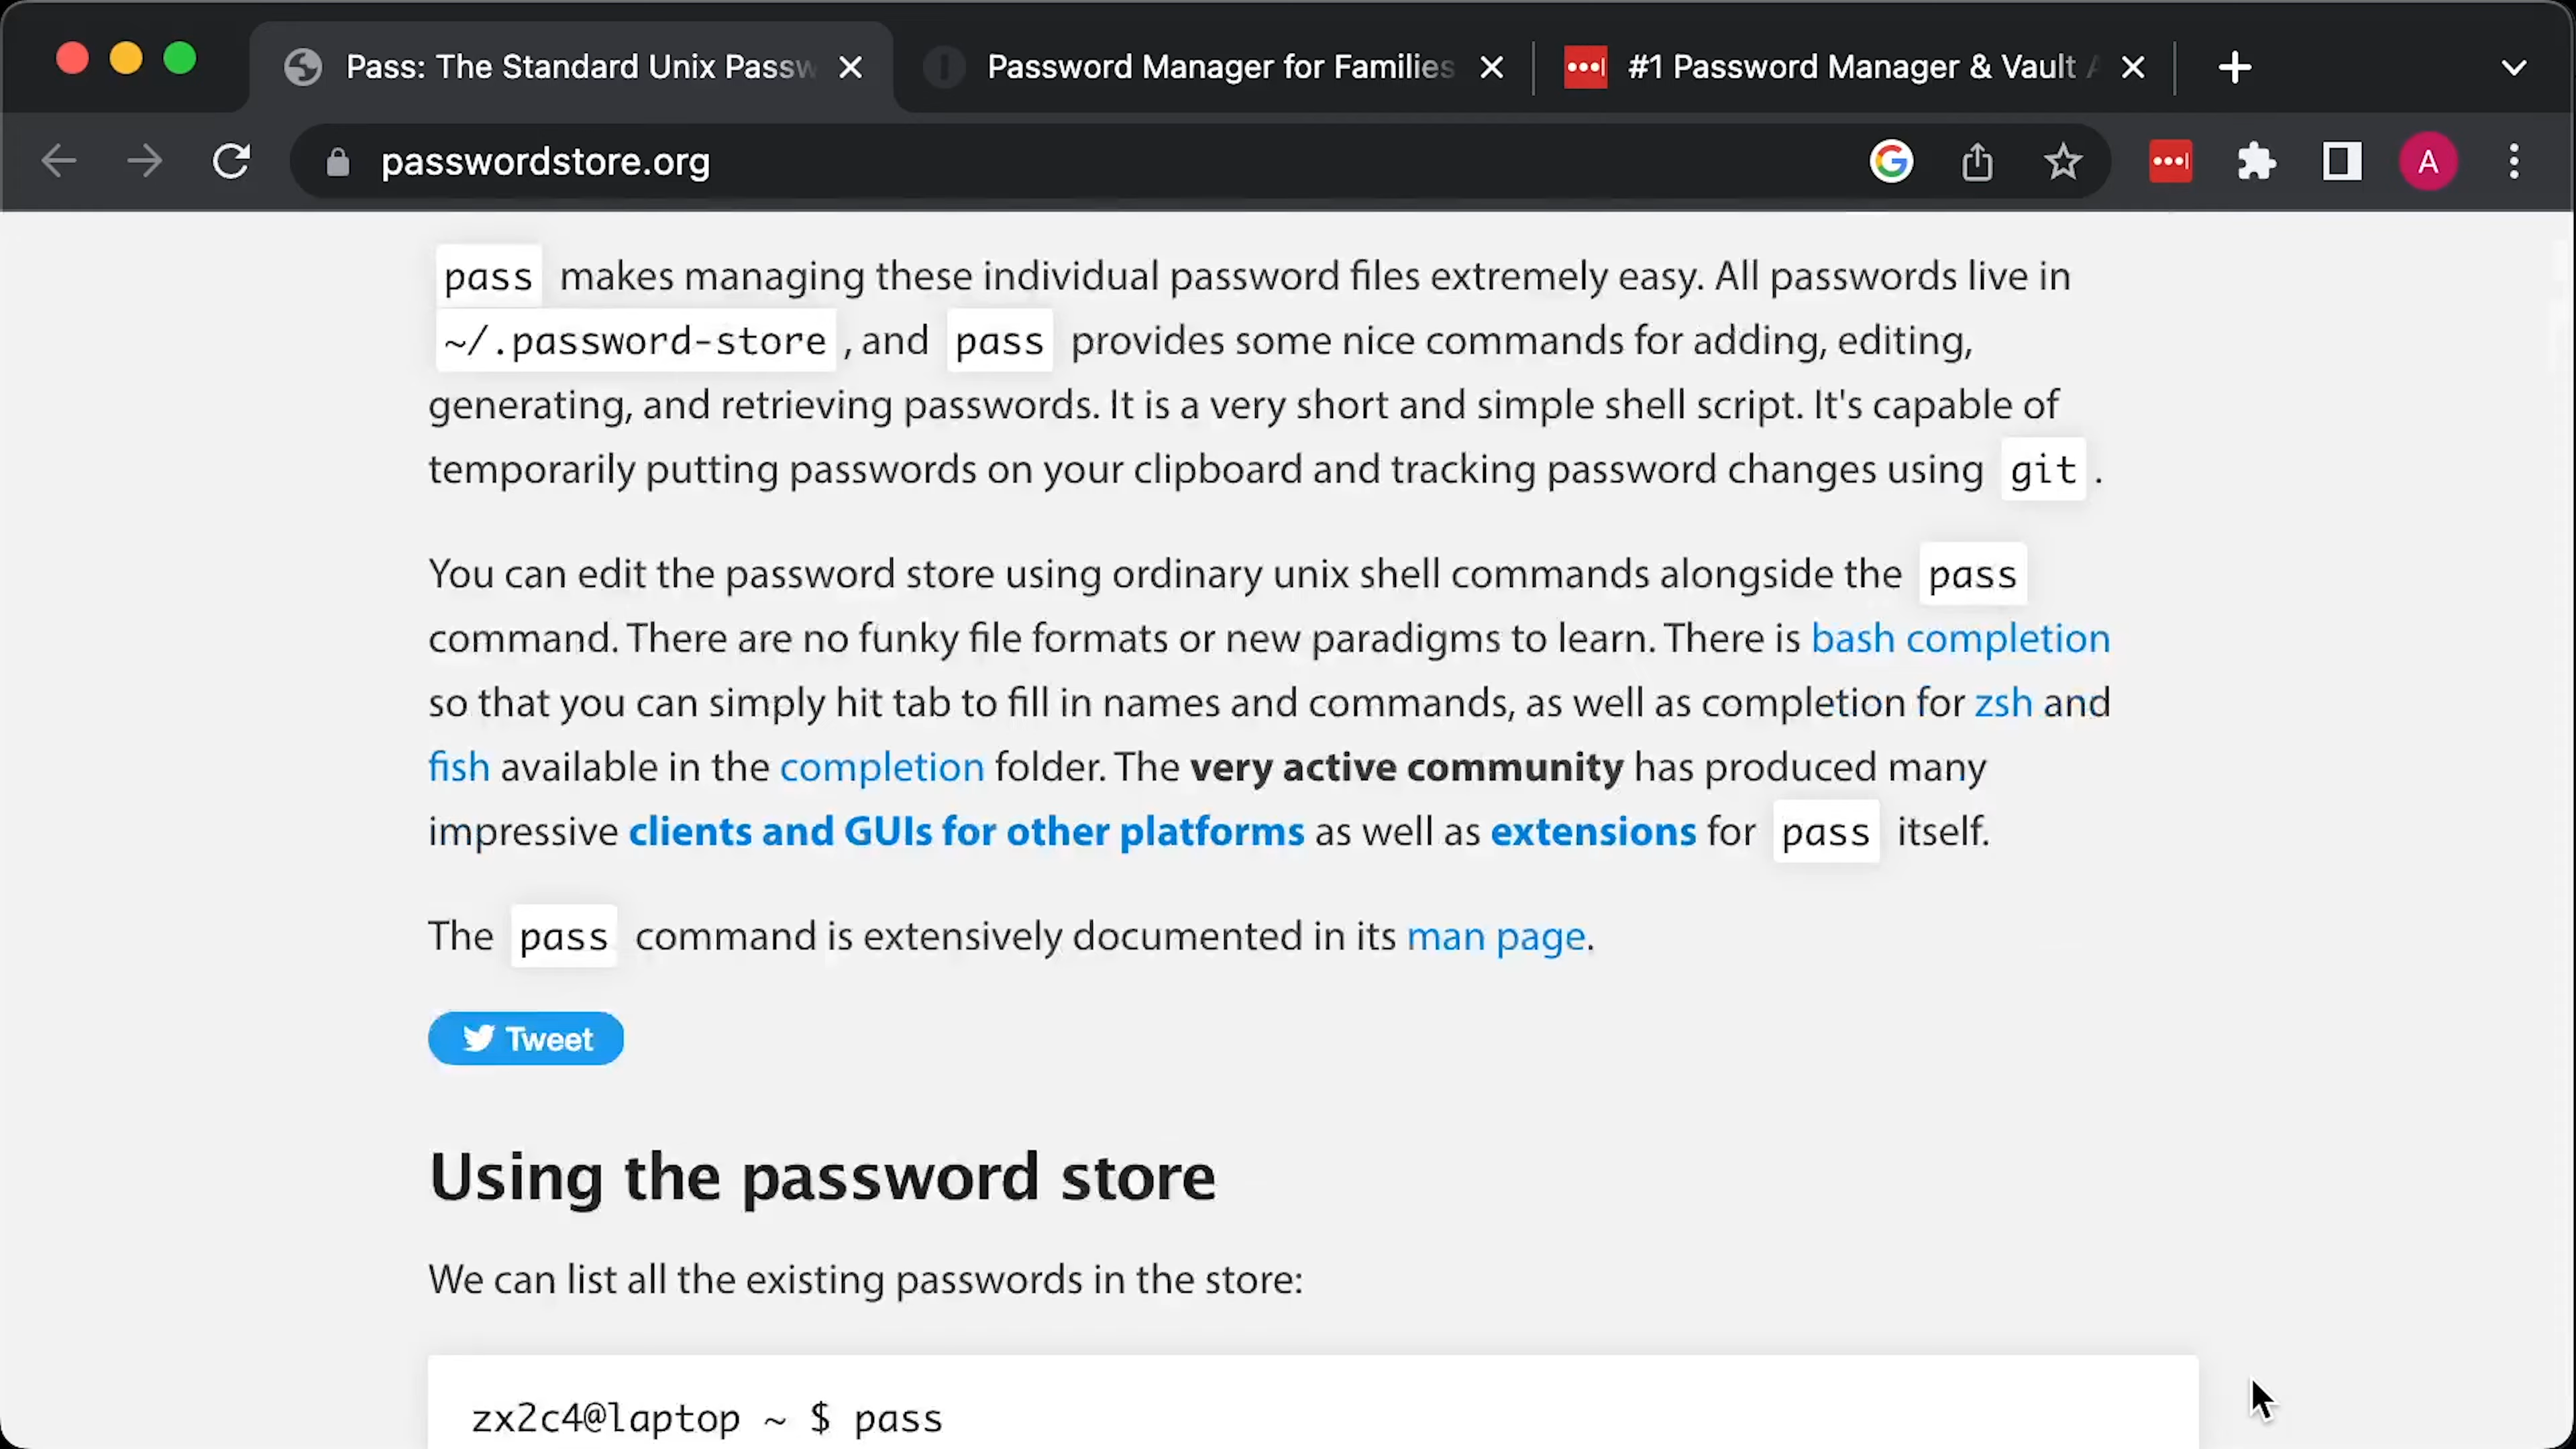 Pass: The Standard Unix Passw
Password Manager for Families
#1 Password Manager & Vault A
passwordstore.org
A
pass makes managing these individual password files extremely easy. All passwords live in
~/.password-store , and pass provides some nice commands for adding, editing,
generating, and retrieving passwords. It is a very short and simple shell script. It's capable of
temporarily putting passwords on your clipboard and tracking password changes using git .
You can edit the password store using ordinary unix shell commands alongside the pass
command. There are no funky file formats or new paradigms to learn. There is bash completion
so that you can simply hit tab to fill in names and commands, as well as completion for zsh and
fish available in the completion folder. The very active community has produced many
impressive clients and GUIs for other platforms as well as extensions for pass itself.
The pass command is extensively documented in its man page.
Tweet
Using the password store
We can list all the existing passwords in the store:
zx2c4@laptop ~ $ pass